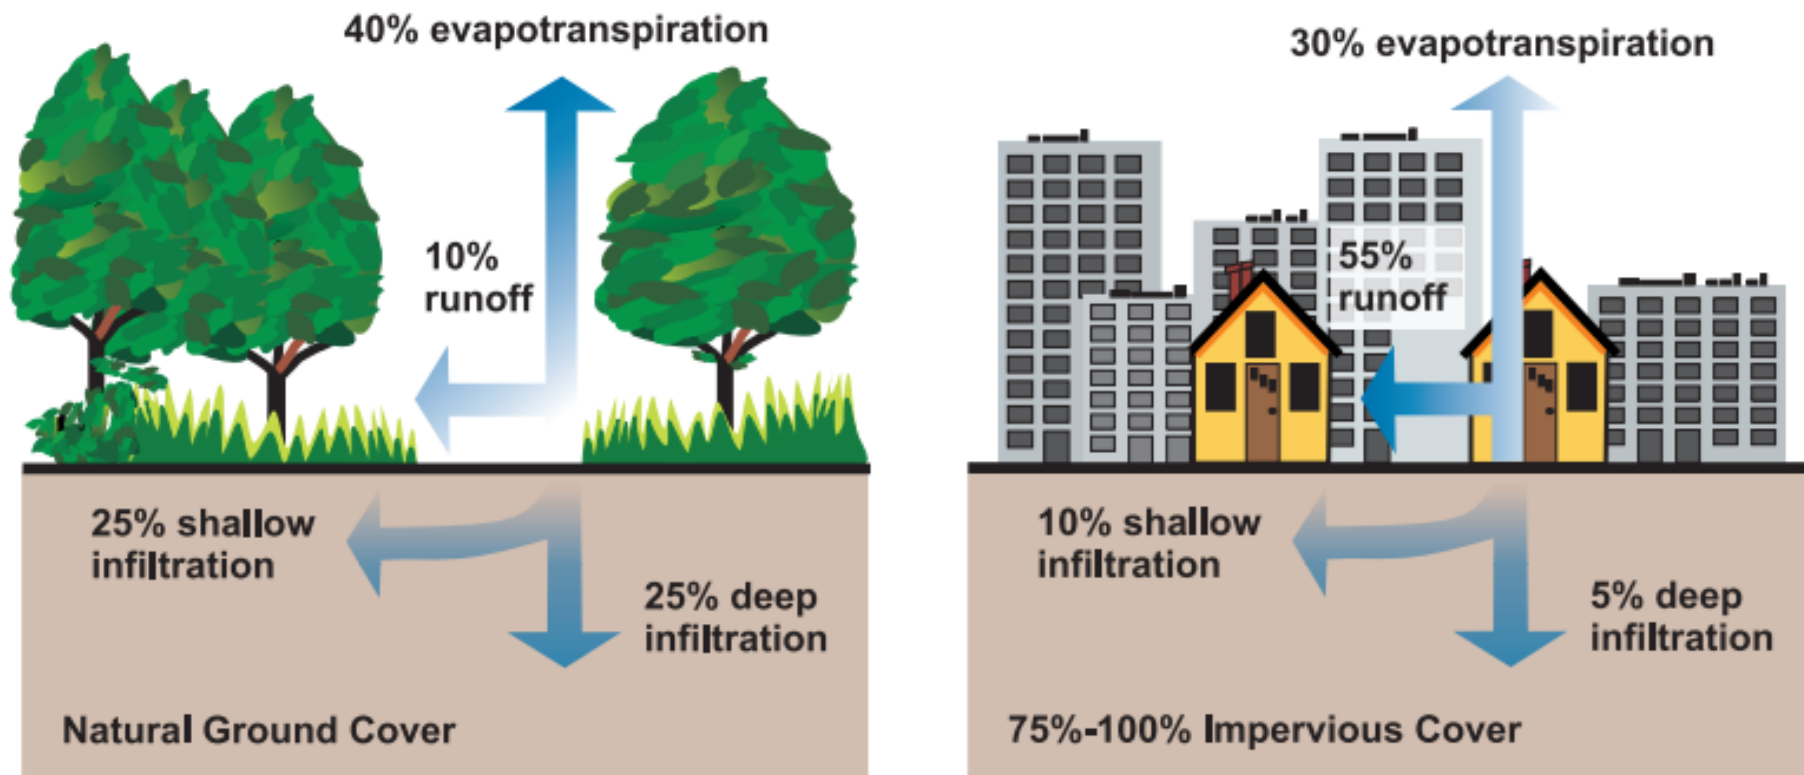 40% evapotranspiration
10%
runoff
25% shallow
infiltration
25% deep
infiltration
Natural Ground Cover
30% evapotranspiration
55%
runoff
10% shallow
infiltration
5% deep
infiltration
75%-100% Impervious Cover